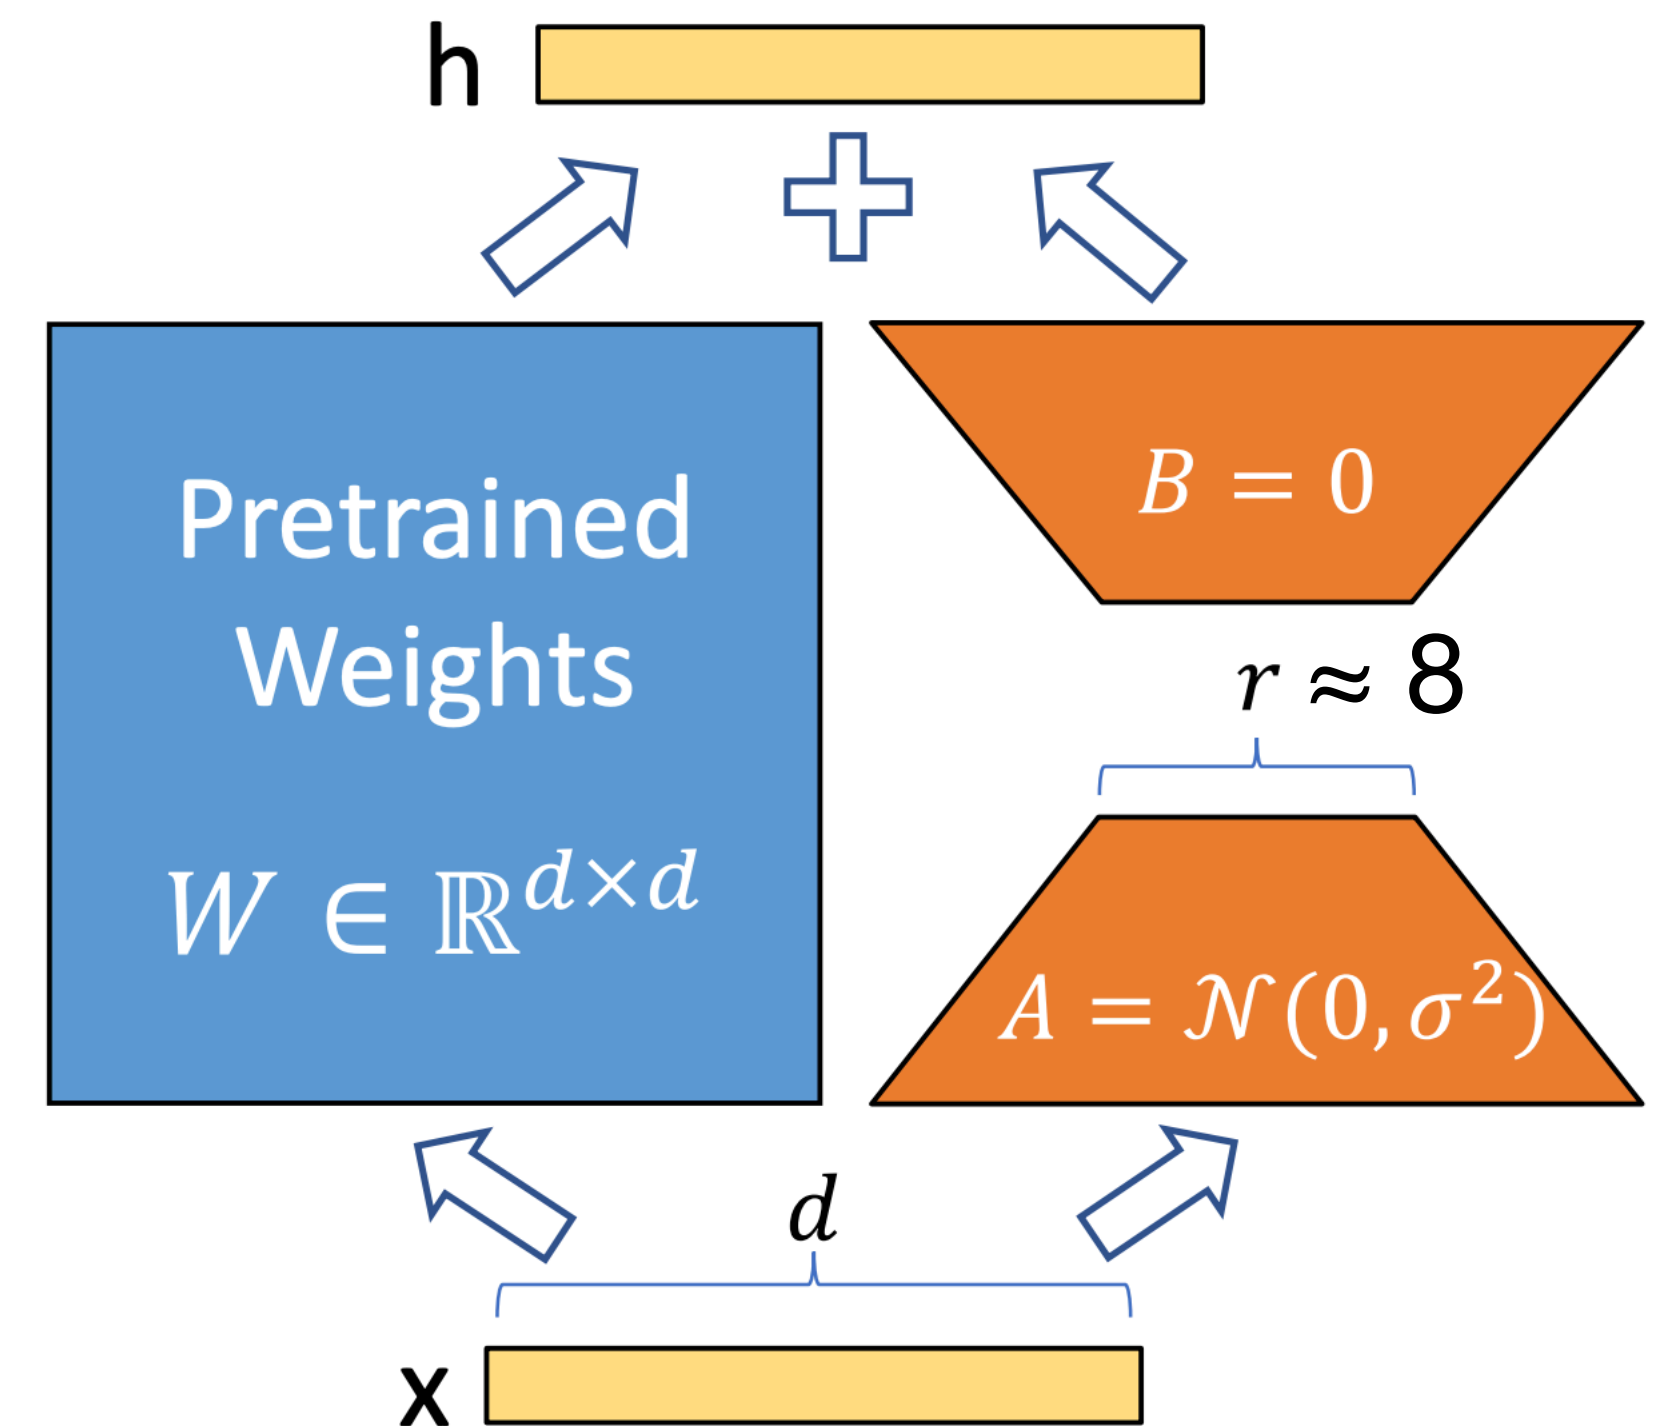 h
Pretrained
Weights
W ∈ ℝ^{d×d}
B = 0
r ≈ 8
A = 𝒩(0, σ²)
d
x